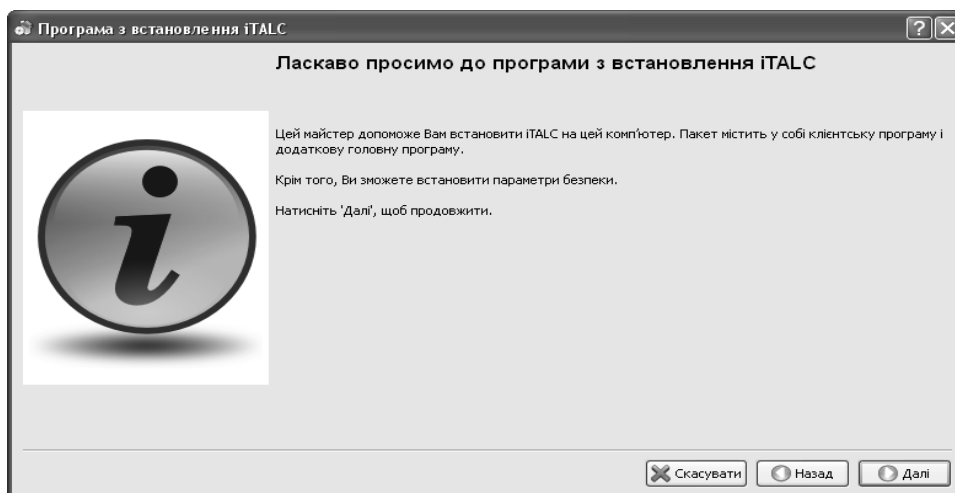 Програма з встановлення iTALC
Ласкаво просимо до програми з встановлення iTALC
Цей майстер допоможе Вам встановити iTALC на цей комп'ютер. Пакет містить у собі клієнтську програму і
додаткову головну програму.
Крім того, Ви зможете встановити параметри безпеки.
Натисніть 'Далі', щоб продовжити.
Скасувати Назад Далі